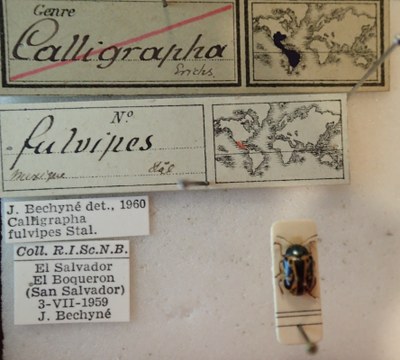 Genre
Calligrapha
Erichs.
Nº
fulvipes
Mexique Stål
J. Bechyné det., 1960
Calligrapha
fulvipes Stal.
Coll. R.I.Sc.N.B.
El Salvador
El Boqueron
(San Salvador)
3-VII-1959
J. Bechyné